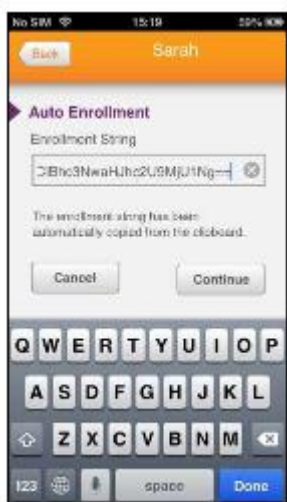 No SIM 15:19 59%
Back Sarah
Auto Enrollment
Enrollment String
The enrollment string has been
automatically copied from the clipboard.
Cancel Continue
Q W E R T Y U I O P
A S D F G H J K L
Z X C V B N M
123 space Done